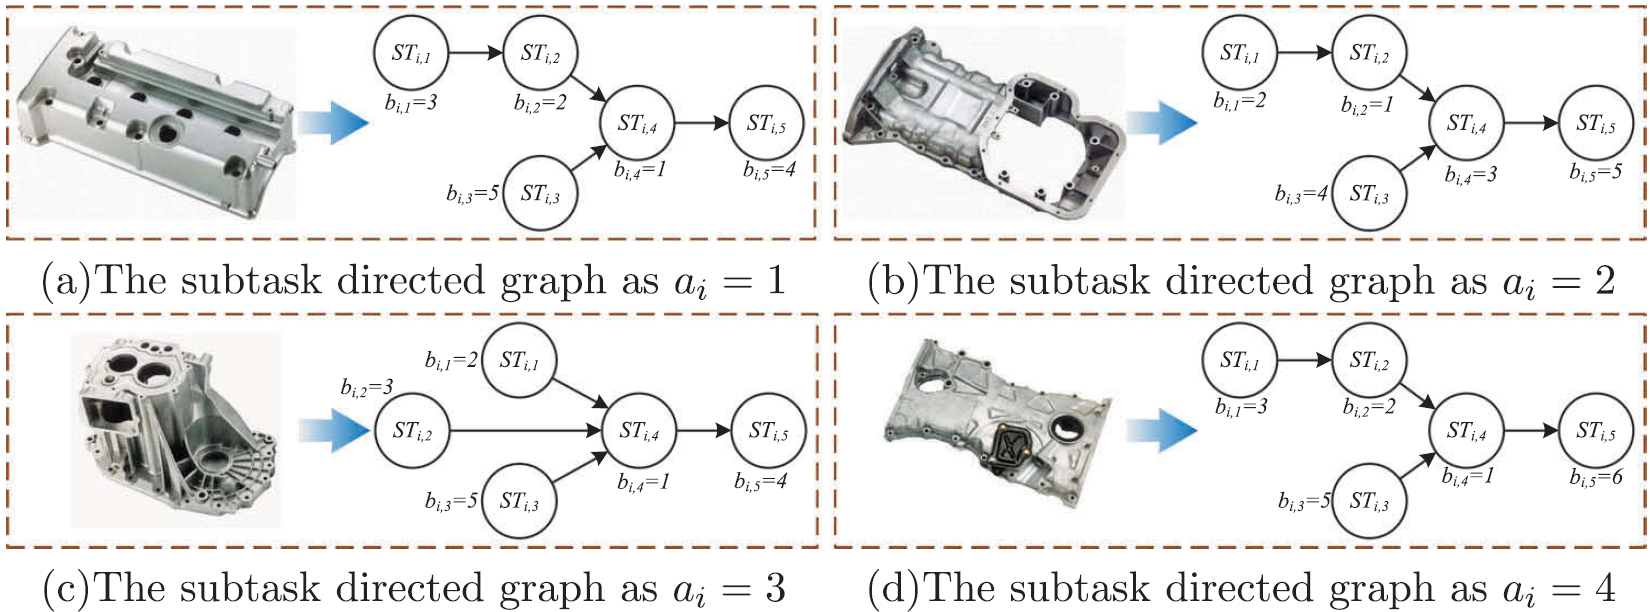 ST_{i,1}
ST_{i,2}
b_{i,1}=3
b_{i,2}=2
ST_{i,4}
ST_{i,5}
b_{i,4}=1
b_{i,5}=4
b_{i,3}=5
ST_{i,3}
(a)The subtask directed graph as a_i = 1
ST_{i,1}
ST_{i,2}
b_{i,1}=2
b_{i,2}=1
ST_{i,4}
ST_{i,5}
b_{i,4}=3
b_{i,5}=5
b_{i,3}=4
ST_{i,3}
(b)The subtask directed graph as a_i = 2
b_{i,1}=2
ST_{i,1}
b_{i,2}=3
ST_{i,2}
ST_{i,4}
ST_{i,5}
b_{i,4}=1
b_{i,5}=4
b_{i,3}=5
ST_{i,3}
(c)The subtask directed graph as a_i = 3
ST_{i,1}
ST_{i,2}
b_{i,1}=3
b_{i,2}=2
ST_{i,4}
ST_{i,5}
b_{i,4}=1
b_{i,5}=6
b_{i,3}=5
ST_{i,3}
(d)The subtask directed graph as a_i = 4